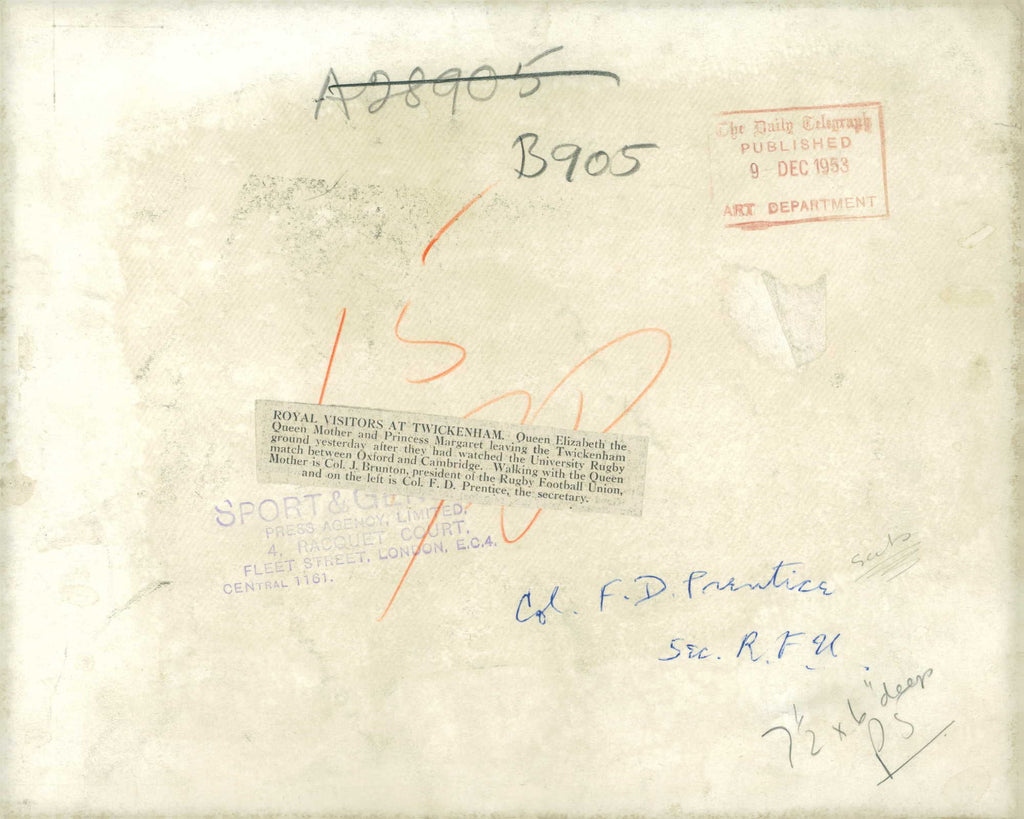 A28905
B905
The Daily Telegraph
PUBLISHED
9 DEC 1953
ART DEPARTMENT
ROYAL VISITORS AT TWICKENHAM. Queen Elizabeth the
Queen Mother and Princess Margaret leaving the Twickenham
ground yesterday after they had watched the University Rugby
match between Oxford and Cambridge. Walking with the Queen
Mother is Col. J. Brunton, president of the Rugby Football Union,
and on the left is Col. F. D. Prentice, the secretary.
SPORT & GE
PRESS AGENCY, LIMITED,
4, RACQUET COURT,
FLEET STREET, LONDON, E.C.4.
CENTRAL 1161.
Col. F. D. Prentice
Sec. R. F U.
7½ x 6" deep
PS